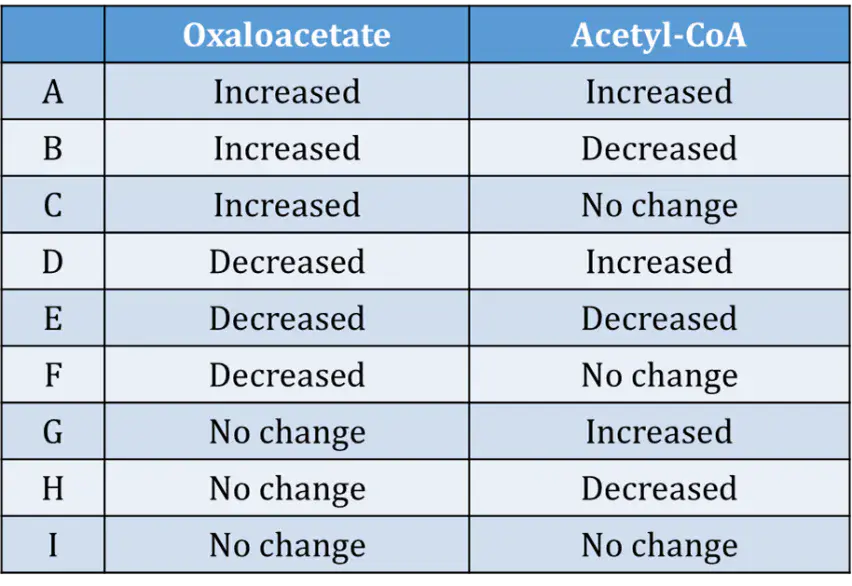 Oxaloacetate Acetyl-CoA
A Increased Increased
B Increased Decreased
C Increased No change
D Decreased Increased
E Decreased Decreased
F Decreased No change
G No change Increased
H No change Decreased
I No change No change